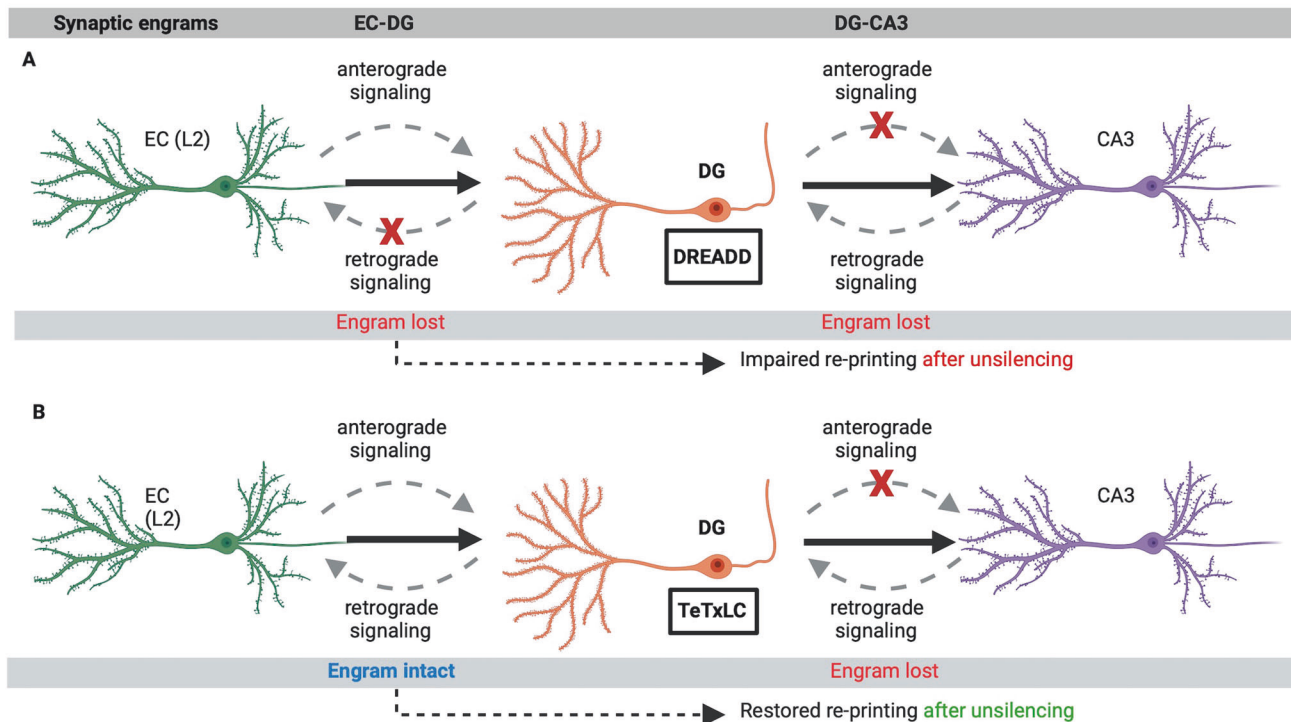 Synaptic engrams EC-DG DG-CA3
A
anterograde
signaling
anterograde
signaling
X
EC (L2)
CA3
DG
X
DREADD
retrograde
signaling
retrograde
signaling
Engram lost Engram lost
Impaired re-printing after unsilencing
B
anterograde
signaling
anterograde
signaling
X
EC
(L2)
CA3
DG
TeTxLC
retrograde
signaling
retrograde
signaling
Engram intact Engram lost
Restored re-printing after unsilencing